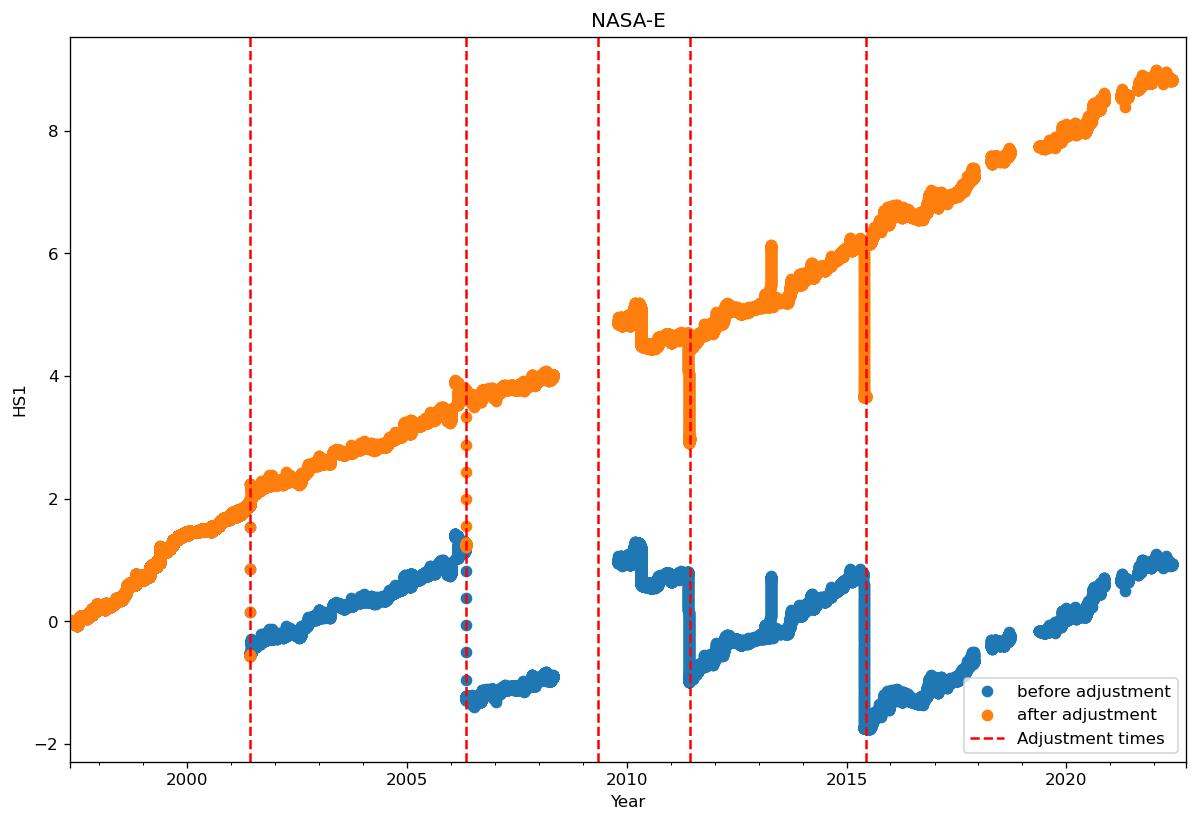 NASA-E
HS1
8
6
4
2
0
−2
2000
2005
2010
2015
2020
Year
before adjustment
after adjustment
Adjustment times